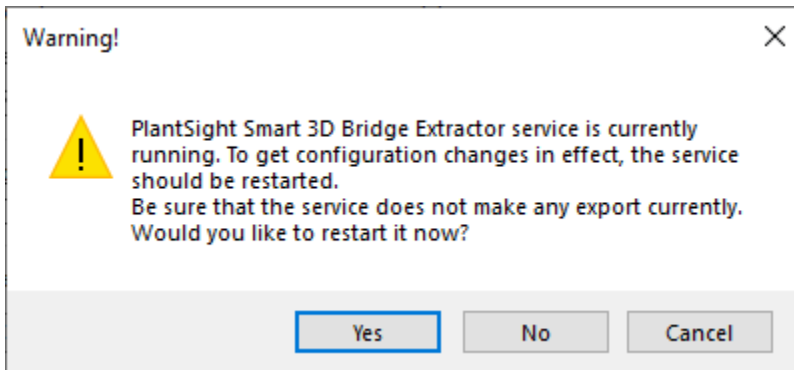 Warning!
PlantSight Smart 3D Bridge Extractor service is currently
running. To get configuration changes in effect, the service
should be restarted.
Be sure that the service does not make any export currently.
Would you like to restart it now?
Yes
No
Cancel